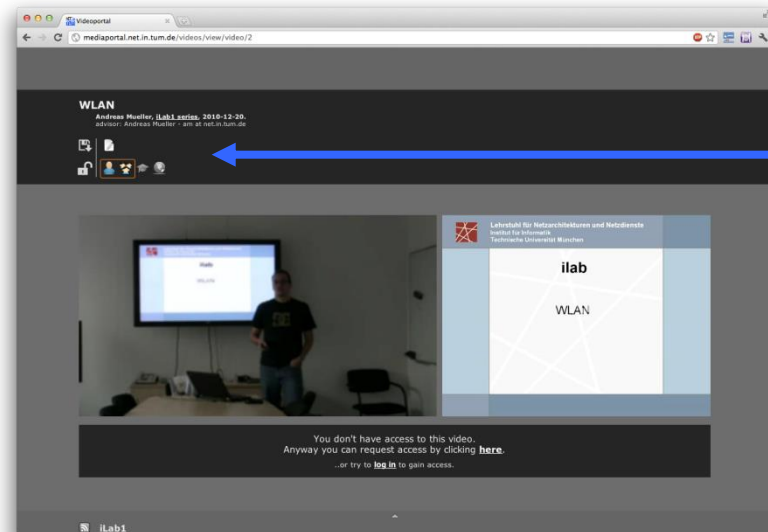 Videoportal
mediaportal.net.in.tum.de/videos/view/video/2
WLAN
Andreas Mueller, iLab1 series, 2010-12-20.
advisor: Andreas Mueller - am at net.in.tum.de
Lehrstuhl für Netzarchitekturen und Netzdienste
Institut für Informatik
Technische Universität München
ilab
WLAN
ilab
WLAN
You don't have access to this video.
Anyway you can request access by clicking here.
..or try to log in to gain access.
iLab1